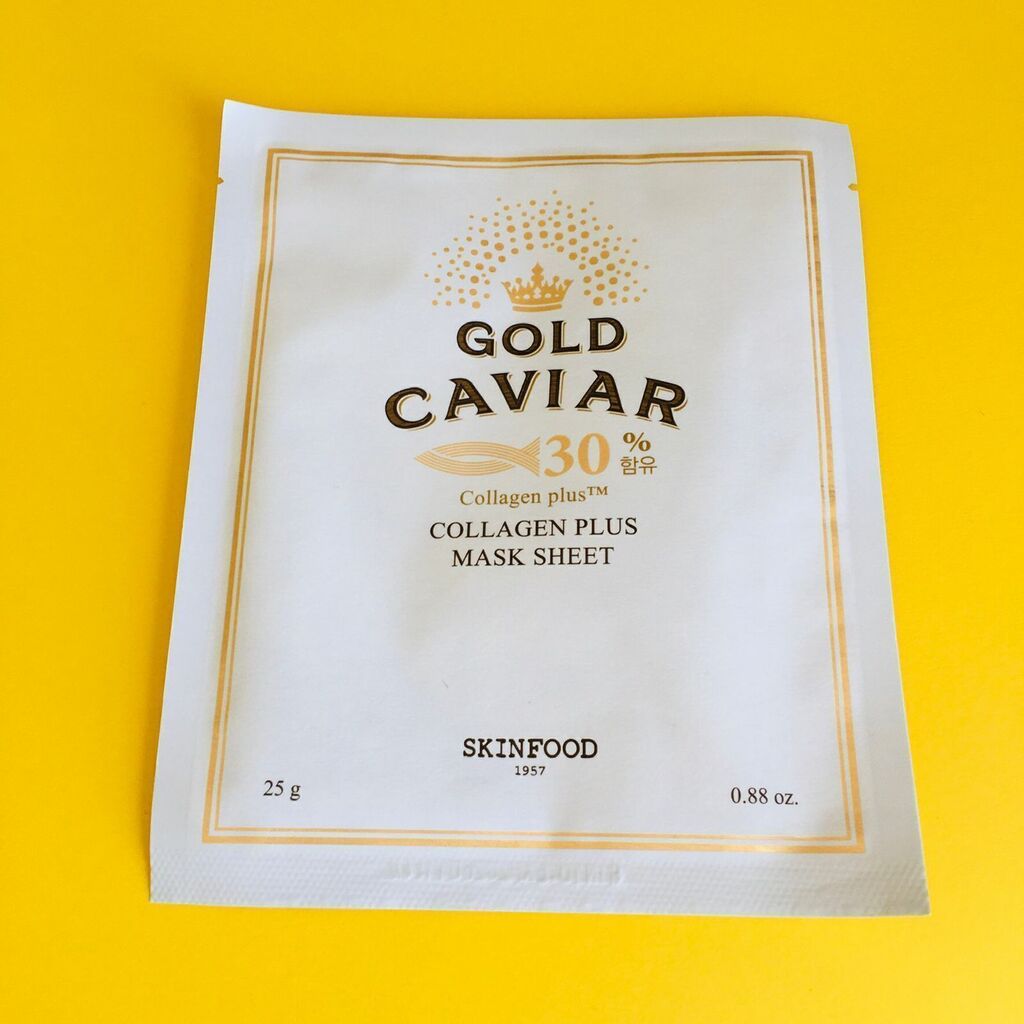 GOLD
CAVIAR
30 %
함유
Collagen plus™
COLLAGEN PLUS
MASK SHEET
SKINFOOD
1957
25 g
0.88 oz.